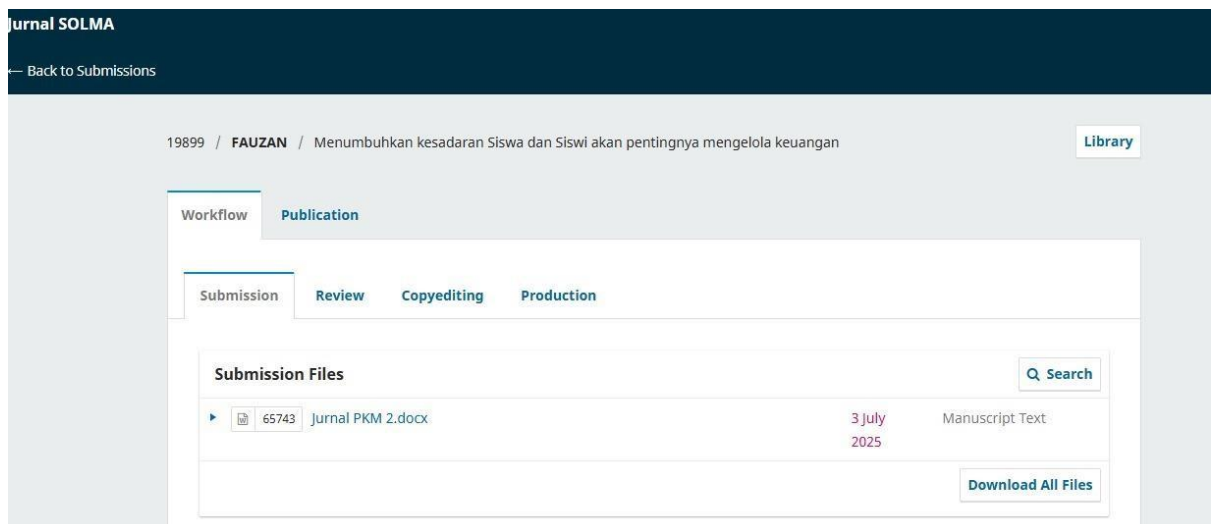 Jurnal SOLMA
← Back to Submissions
19899 / FAUZAN / Menumbuhkan kesadaran Siswa dan Siswi akan pentingnya mengelola keuangan
Library
Workflow Publication
Submission Review Copyediting Production
Submission Files
Search
65743 Jurnal PKM 2.docx 3 July Manuscript Text
2025
Download All Files